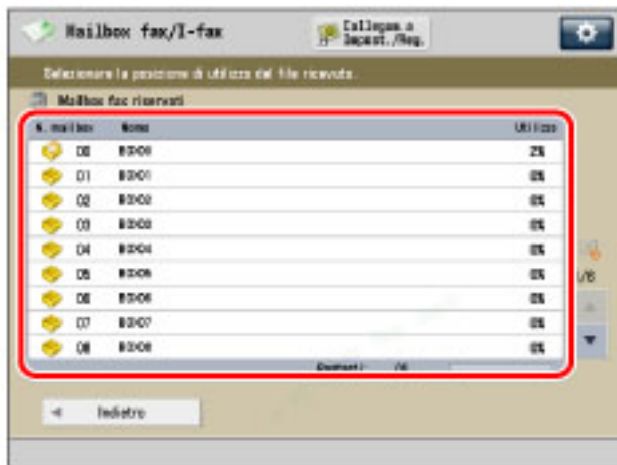 Mailbox fax/I-fax
Collegam. a
Impost./Reg.
Selezionare la posizione di utilizzo del file ricevuto.
Mailbox fax riservati
N. mailbox Nome Utilizzo
00 BOX00 2%
01 BOX01 0%
02 BOX02 0%
03 BOX03 0%
04 BOX04 0%
05 BOX05 0%
06 BOX06 0%
07 BOX07 0%
08 BOX08 0%
Indietro